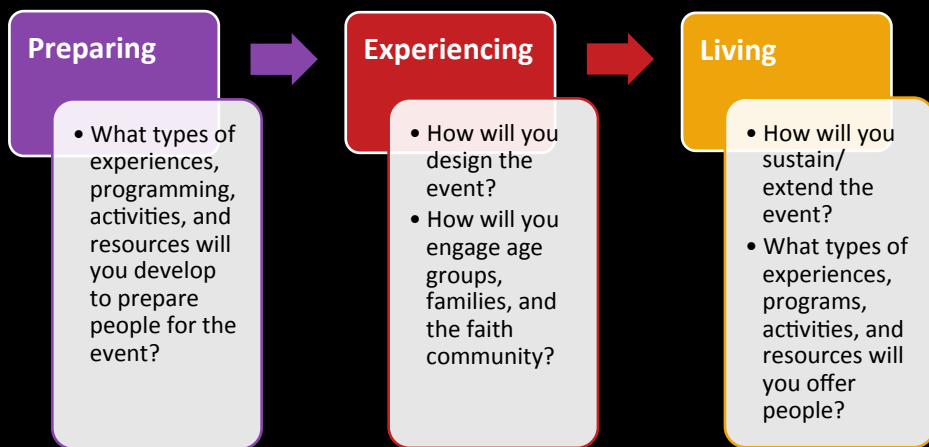 Preparing
• What types of
experiences,
programming,
activities, and
resources will
you develop
to prepare
people for the
event?
Experiencing
• How will you
design the
event?
• How will you
engage age
groups,
families, and
the faith
community?
Living
• How will you
sustain/
extend the
event?
• What types of
experiences,
programs,
activities, and
resources will
you offer
people?